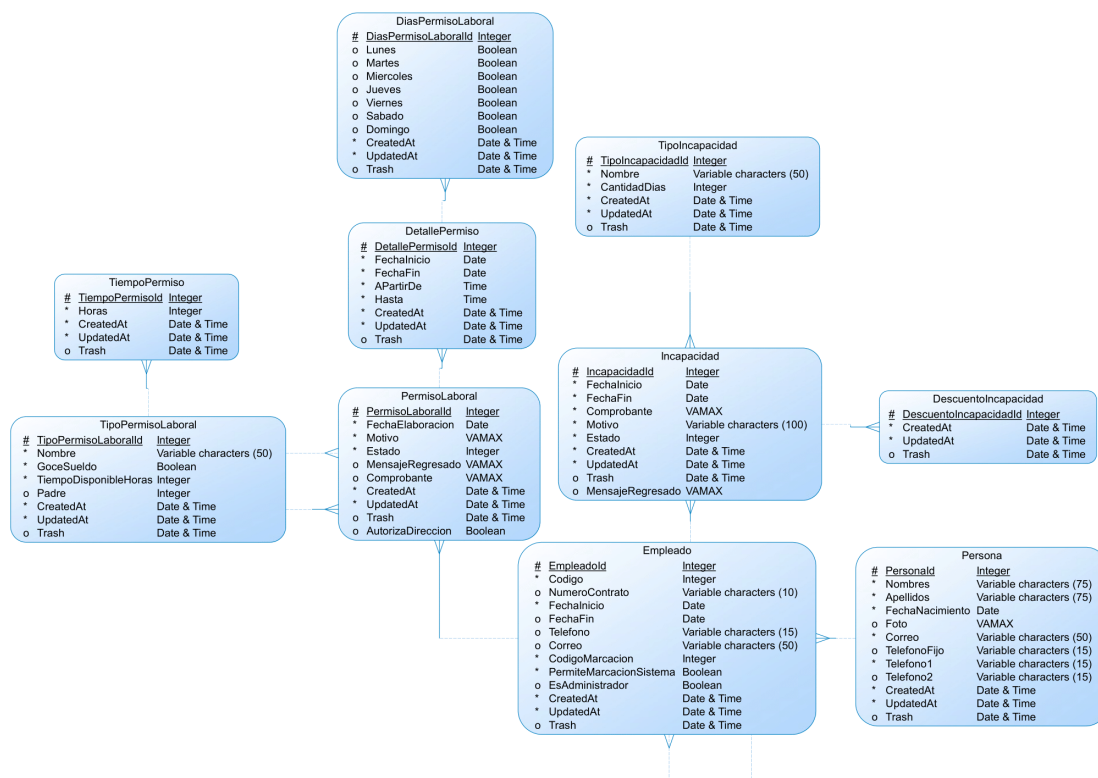 DiasPermisoLaboral
# DiasPermisoLaboralId Integer
o Lunes Boolean
o Martes Boolean
o Miercoles Boolean
o Jueves Boolean
o Viernes Boolean
o Sabado Boolean
o Domingo Boolean
* CreatedAt Date & Time
* UpdatedAt Date & Time
o Trash Date & Time
TipoIncapacidad
# TipoIncapacidadId Integer
* Nombre Variable characters (50)
* CantidadDias Integer
* CreatedAt Date & Time
* UpdatedAt Date & Time
o Trash Date & Time
DetallePermiso
# DetallePermisoId Integer
* FechaInicio Date
* FechaFin Date
* APartirDe Time
* Hasta Time
* CreatedAt Date & Time
* UpdatedAt Date & Time
o Trash Date & Time
TiempoPermiso
# TiempoPermisoId Integer
* Horas Integer
* CreatedAt Date & Time
* UpdatedAt Date & Time
o Trash Date & Time
Incapacidad
# IncapacidadId Integer
* FechaInicio Date
* FechaFin Date
* Comprobante VAMAX
* Motivo Variable characters (100)
* Estado Integer
* CreatedAt Date & Time
* UpdatedAt Date & Time
o Trash Date & Time
o MensajeRegresado VAMAX
DescuentoIncapacidad
# DescuentoIncapacidadId Integer
* CreatedAt Date & Time
* UpdatedAt Date & Time
o Trash Date & Time
PermisoLaboral
# PermisoLaboralId Integer
* FechaElaboracion Date
* Motivo VAMAX
* Estado Integer
o MensajeRegresado VAMAX
o Comprobante VAMAX
* CreatedAt Date & Time
* UpdatedAt Date & Time
o Trash Date & Time
o AutorizaDireccion Boolean
TipoPermisoLaboral
# TipoPermisoLaboralId Integer
* Nombre Variable characters (50)
* GoceSueldo Boolean
* TiempoDisponibleHoras Integer
o Padre Integer
* CreatedAt Date & Time
* UpdatedAt Date & Time
o Trash Date & Time
Empleado
# EmpleadoId Integer
* Codigo Integer
o NumeroContrato Variable characters (10)
* FechaInicio Date
o FechaFin Date
o Telefono Variable characters (15)
o Correo Variable characters (50)
* CodigoMarcacion Integer
* PermiteMarcacionSistema Boolean
o EsAdministrador Boolean
* CreatedAt Date & Time
* UpdatedAt Date & Time
o Trash Date & Time
Persona
# PersonaId Integer
* Nombres Variable characters (75)
* Apellidos Variable characters (75)
* FechaNacimiento Date
o Foto VAMAX
* Correo Variable characters (50)
o TelefonoFijo Variable characters (15)
* Telefono1 Variable characters (15)
o Telefono2 Variable characters (15)
* CreatedAt Date & Time
* UpdatedAt Date & Time
o Trash Date & Time